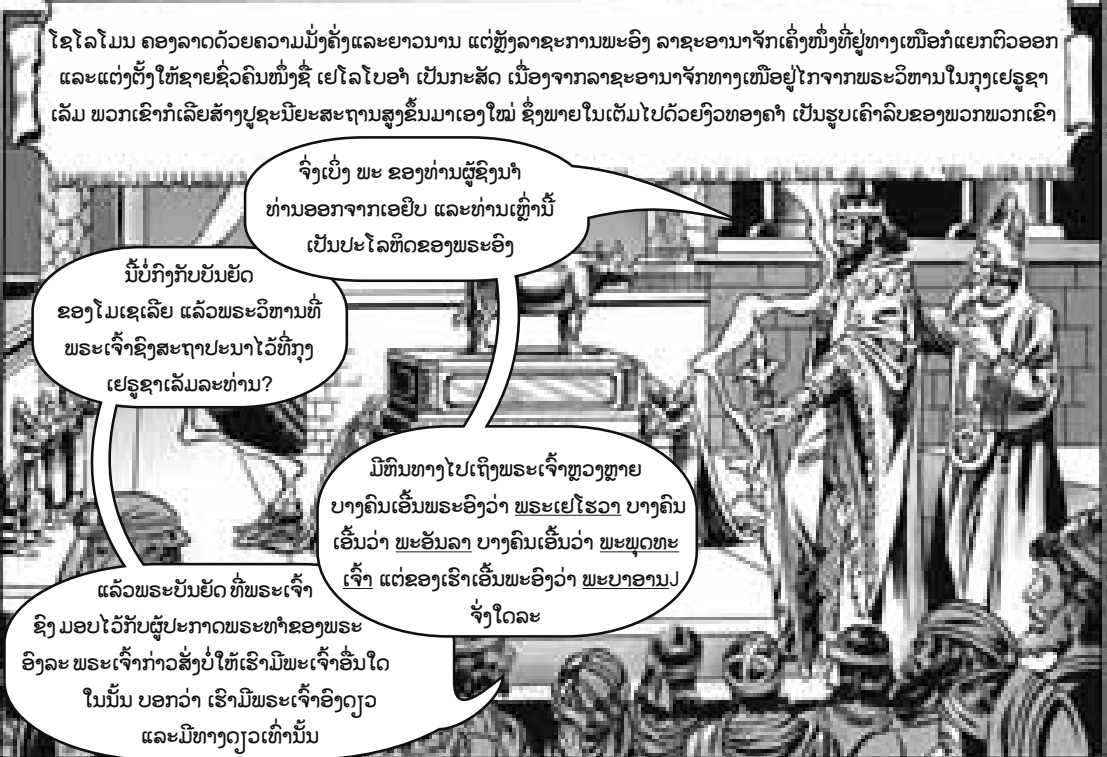 ໂຊໂລໂມນ ຄອງລາດດ້ວຍຄວາມມັ່ງຄັ່ງແລະຍາວນານ ແຕ່ຫຼັງລາຊະການພະອົງ ລາຊະອານາຈັກເຄິ່ງໜຶ່ງທີ່ຢູ່ທາງເໜືອກໍແຍກຕົວອອກ
ແລະແຕ່ງຕັ້ງໃຫ້ຊາຍຊົ່ວຄົນໜຶ່ງຊື່ ເຢໂລໂບອຳ ເປັນກະສັດ ເນື່ອງຈາກລາຊະອານາຈັກທາງເໜືອຢູ່ໄກຈາກພຣະວິຫານໃນກຸງເຢຣູຊາ
ເລັມ ພວກເຂົາກໍເລີຍສ້າງປູຊະນີຍະສະຖານສູງຂຶ້ນມາເອງໃໝ່ ຊຶ່ງພາຍໃນເຕັມໄປດ້ວຍງົວທອງຄຳ ເປັນຮູບເຄົາລົບຂອງພວກພວກເຂົາ
ຈົ່ງເບິ່ງ ພະ ຂອງທ່ານຜູ້ຊົງນຳ
ທ່ານອອກຈາກເອຢິບ ແລະທ່ານເຫຼົ່ານີ້
ເປັນປະໂລຫິດຂອງພຣະອົງ
ນີ້ບໍ່ກົງກັບບັນຍັດ
ຂອງໂມເຊເລີຍ ແລ້ວພຣະວິຫານທີ່
ພຣະເຈົ້າຊົງສະຖາປະນາໄວ້ທີ່ກຸງ
ເຢຣູຊາເລັມລະທ່ານ?
ມີຫົນທາງໄປເຖິງພຣະເຈົ້າຫຼວງຫຼາຍ
ບາງຄົນເອີ້ນພຣະອົງວ່າ ພຣະເຢໂຮວາ ບາງຄົນ
ເອີ້ນວ່າ ພະອັນລາ ບາງຄົນເອີ້ນວ່າ ພະພຸດທະ
ເຈົ້າ ແຕ່ຂອງເຮົາເອີ້ນພະອົງວ່າ ພະບາອານJ
ຈັ່ງໃດລະ
ແລ້ວພຣະບັນຍັດ ທີ່ພຣະເຈົ້າ
ຊົງ ມອບໄວ້ກັບຜູ້ປະກາດພຣະທຳຂອງພຣະ
ອົງລະ ພຣະເຈົ້າກ່າວສັ່ງບໍ່ໃຫ້ເຮົາມີພະເຈົ້າອື່ນໃດ
ໃນນັ້ນ ບອກວ່າ ເຮົາມີພຣະເຈົ້າອົງດຽວ
ແລະມີທາງດຽວເທົ່ານັ້ນ